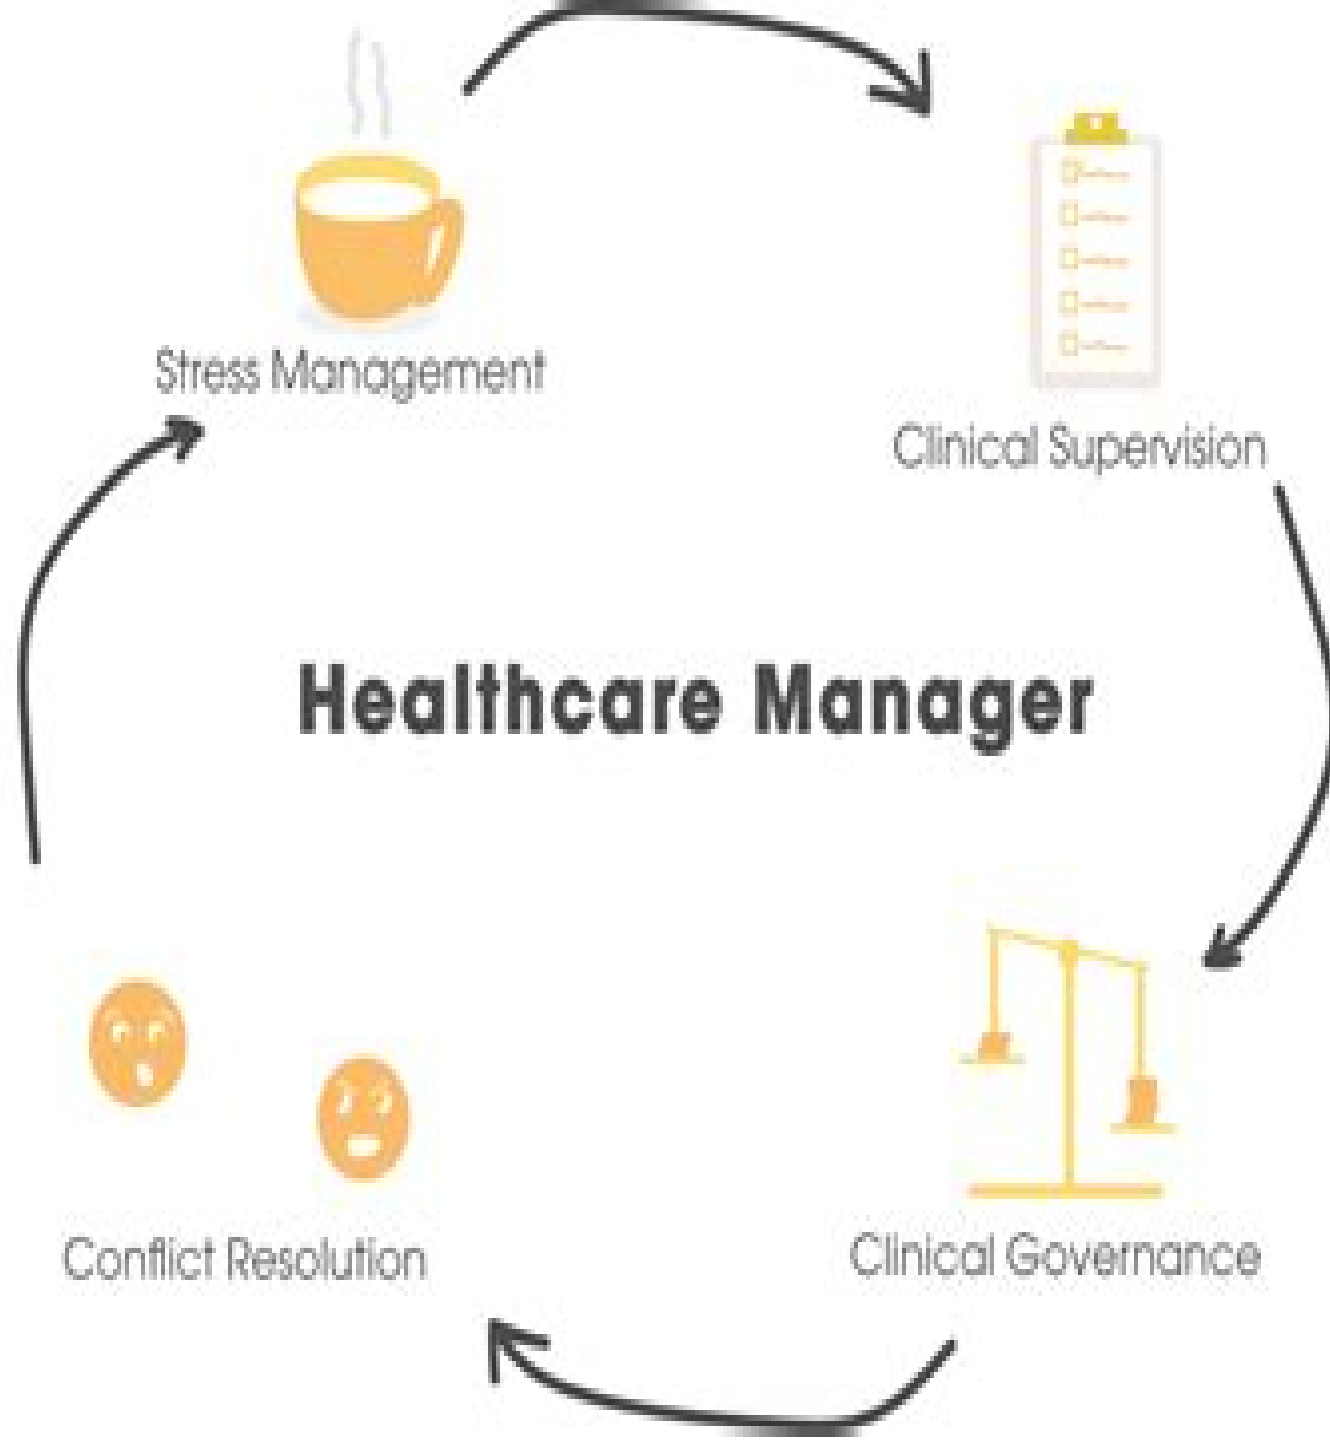 Stress Management
Clinical Supervision
Healthcare Manager
Conflict Resolution
Clinical Governance